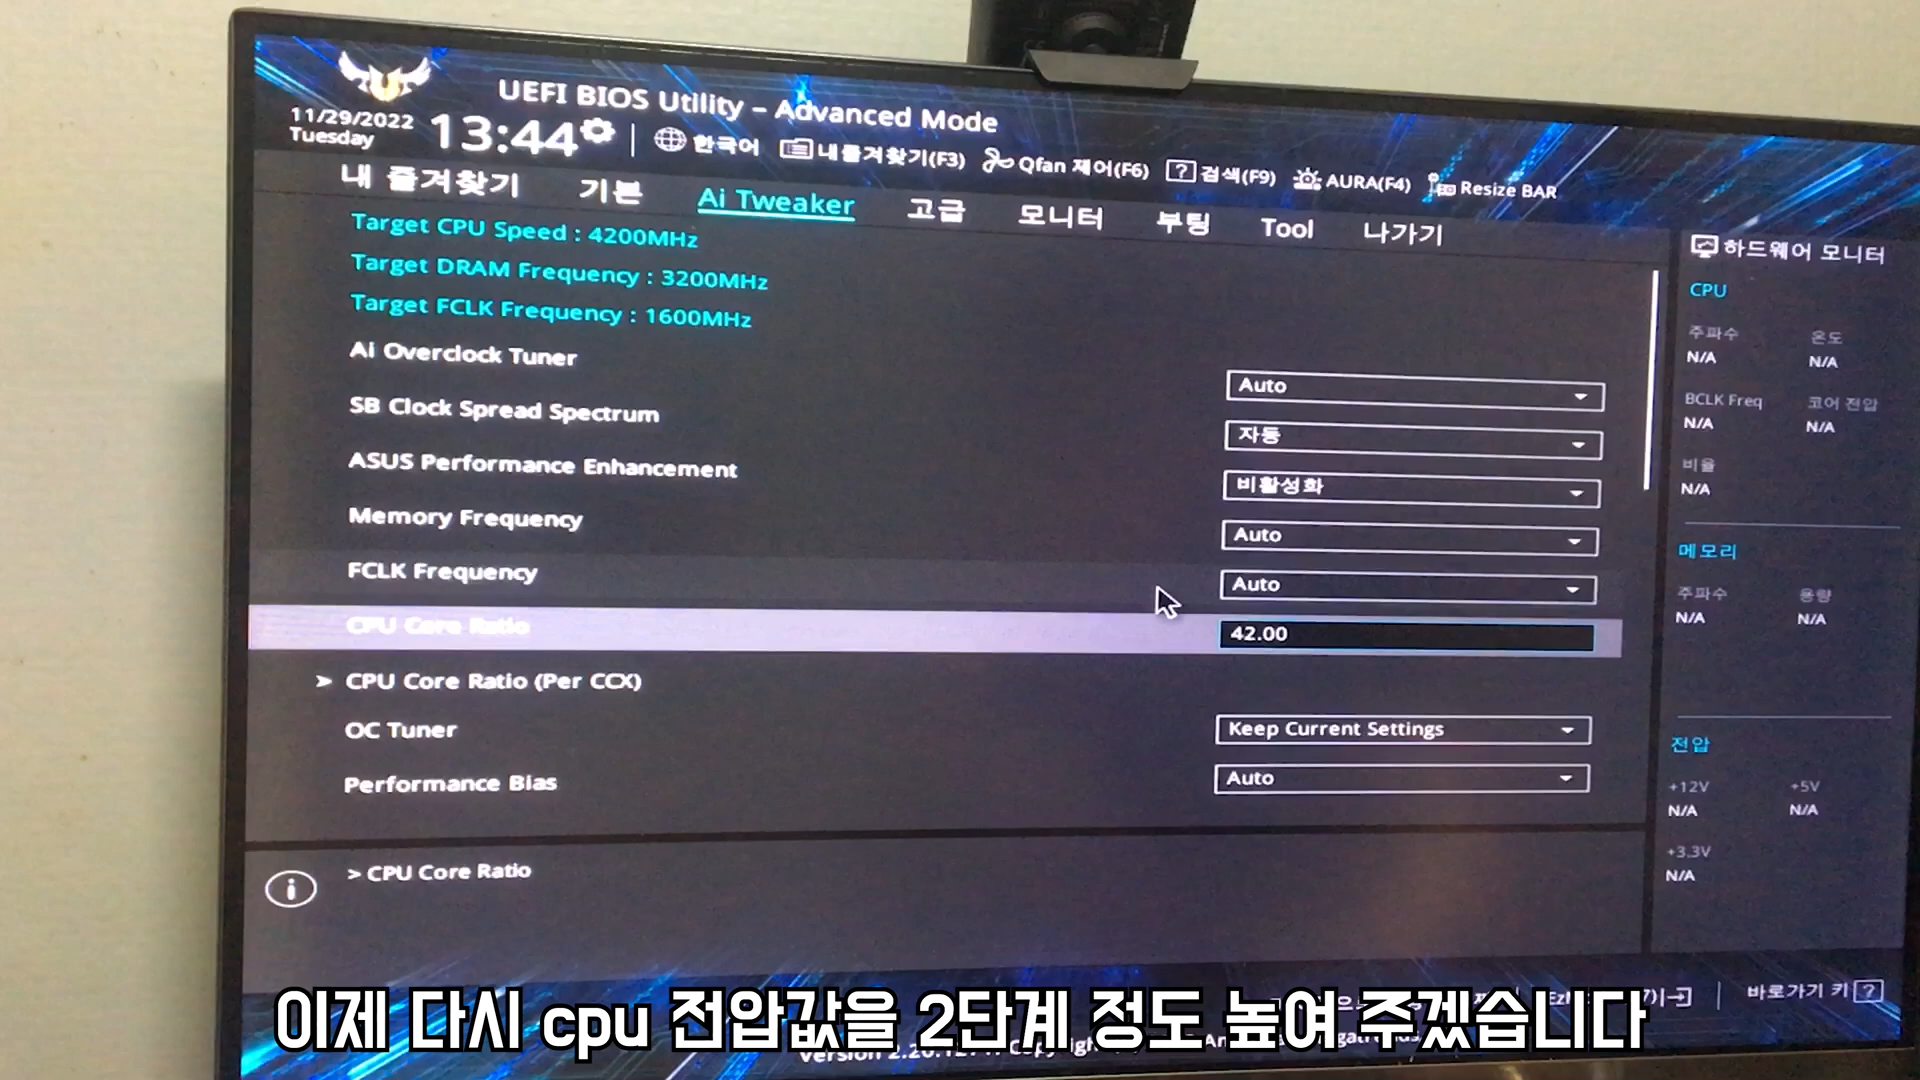 UEFI BIOS Utility – Advanced Mode
11/29/2022
Tuesday
13:44
한국어
내즐겨찾기(F3)
Qfan 제어(F6)
?
검색(F9)
AURA(F4)
Resize BAR
내 즐겨찾기
기본
Ai Tweaker
고급
모니터
부팅
Tool
나가기
Target CPU Speed : 4200MHz
Target DRAM Frequency : 3200MHz
Target FCLK Frequency : 1600MHz
Ai Overclock Tuner
Auto
SB Clock Spread Spectrum
자동
ASUS Performance Enhancement
비활성화
Memory Frequency
Auto
FCLK Frequency
Auto
CPU Core Ratio
42.00
> CPU Core Ratio (Per CCX)
OC Tuner
Keep Current Settings
Performance Bias
Auto
i
> CPU Core Ratio
하드웨어 모니터
CPU
주파수
온도
N/A
N/A
BCLK Freq
코어 전압
N/A
N/A
비율
N/A
메모리
주파수
용량
N/A
N/A
전압
+12V
+5V
N/A
N/A
+3.3V
N/A
바로가기 키 ?
이제 다시 cpu 전압값을 2단계 정도 높여 주겠습니다
Version